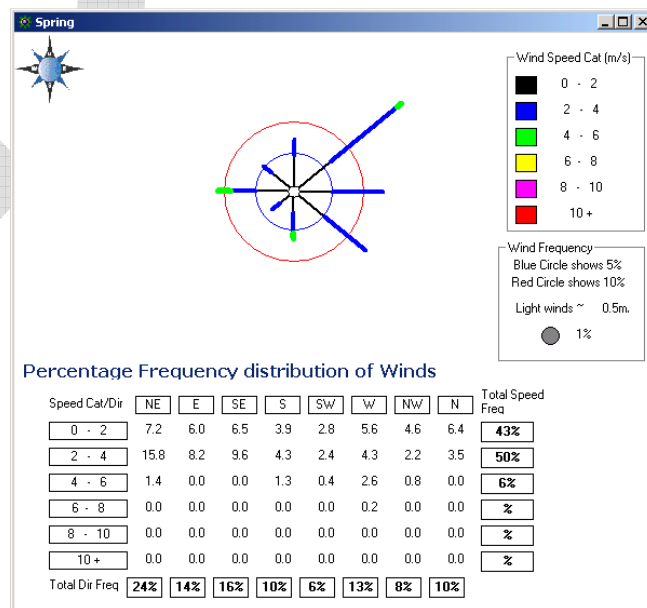 Spring
Wind Speed Cat (m/s)
0 - 2
2 - 4
4 - 6
6 - 8
8 - 10
10 +
Wind Frequency
Blue Circle shows 5%
Red Circle shows 10%
Light winds ~ 0.5m.
1%
Percentage Frequency distribution of Winds
Speed Cat/Dir NE E SE S SW W NW N Total Speed Freq
0 - 2 7.2 6.0 6.5 3.9 2.8 5.6 4.6 6.4 43%
2 - 4 15.8 8.2 9.6 4.3 2.4 4.3 2.2 3.5 50%
4 - 6 1.4 0.0 0.0 1.3 0.4 2.6 0.8 0.0 6%
6 - 8 0.0 0.0 0.0 0.0 0.0 0.2 0.0 0.0 %
8 - 10 0.0 0.0 0.0 0.0 0.0 0.0 0.0 0.0 %
10 + 0.0 0.0 0.0 0.0 0.0 0.0 0.0 0.0 %
Total Dir Freq 24% 14% 16% 10% 6% 13% 8% 10%